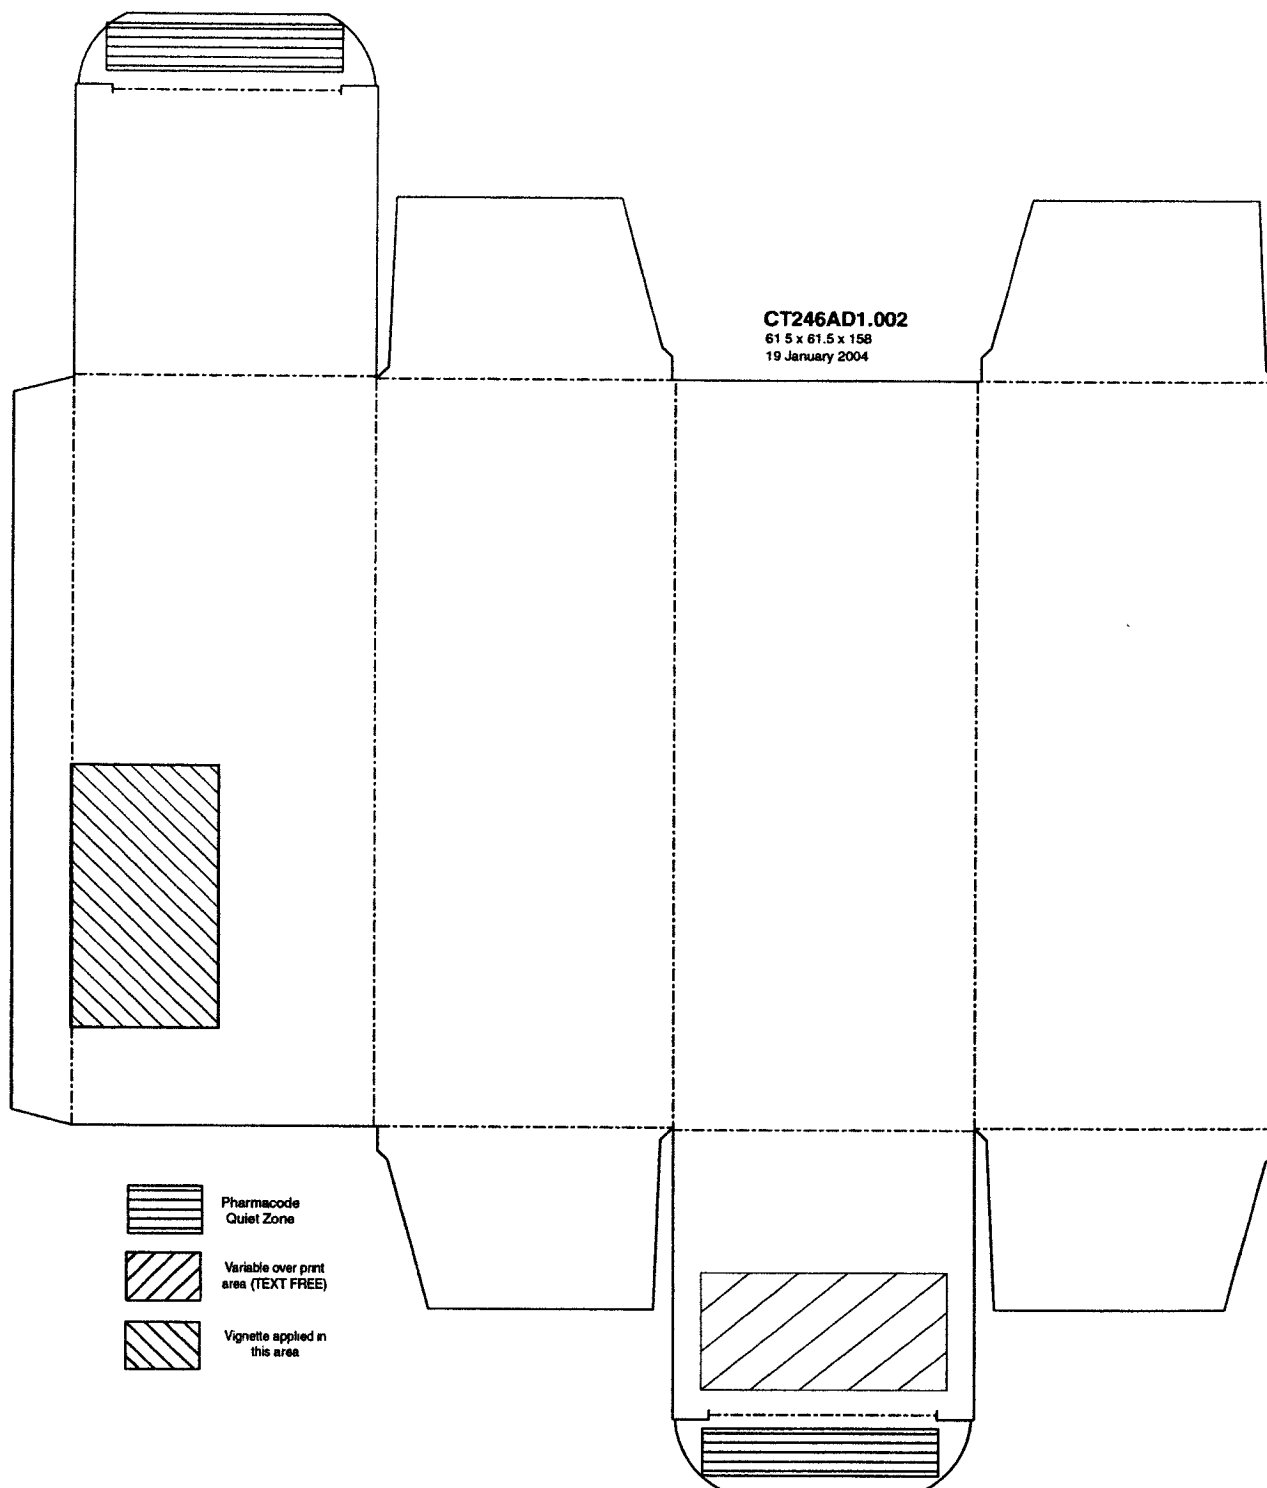 CT246AD1.002
61 5 x 61.5 x 158
19 January 2004
Pharmacode
Quiet Zone
Variable over print
area (TEXT FREE)
Vignette applied in
this area